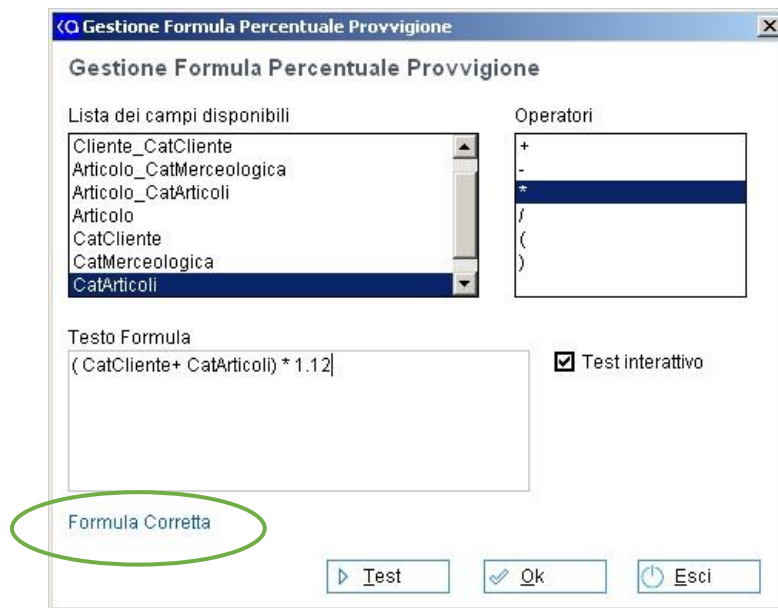 Gestione Formula Percentuale Provvigione
Gestione Formula Percentuale Provvigione
Lista dei campi disponibili
Cliente_CatCliente
Articolo_CatMerceologica
Articolo_CatArticoli
Articolo
CatCliente
CatMerceologica
CatArticoli
Operatori
+
-
*
/
(
)
Testo Formula
( CatCliente+ CatArticoli) * 1.12
Test interattivo
Formula Corretta
Test
Ok
Esci